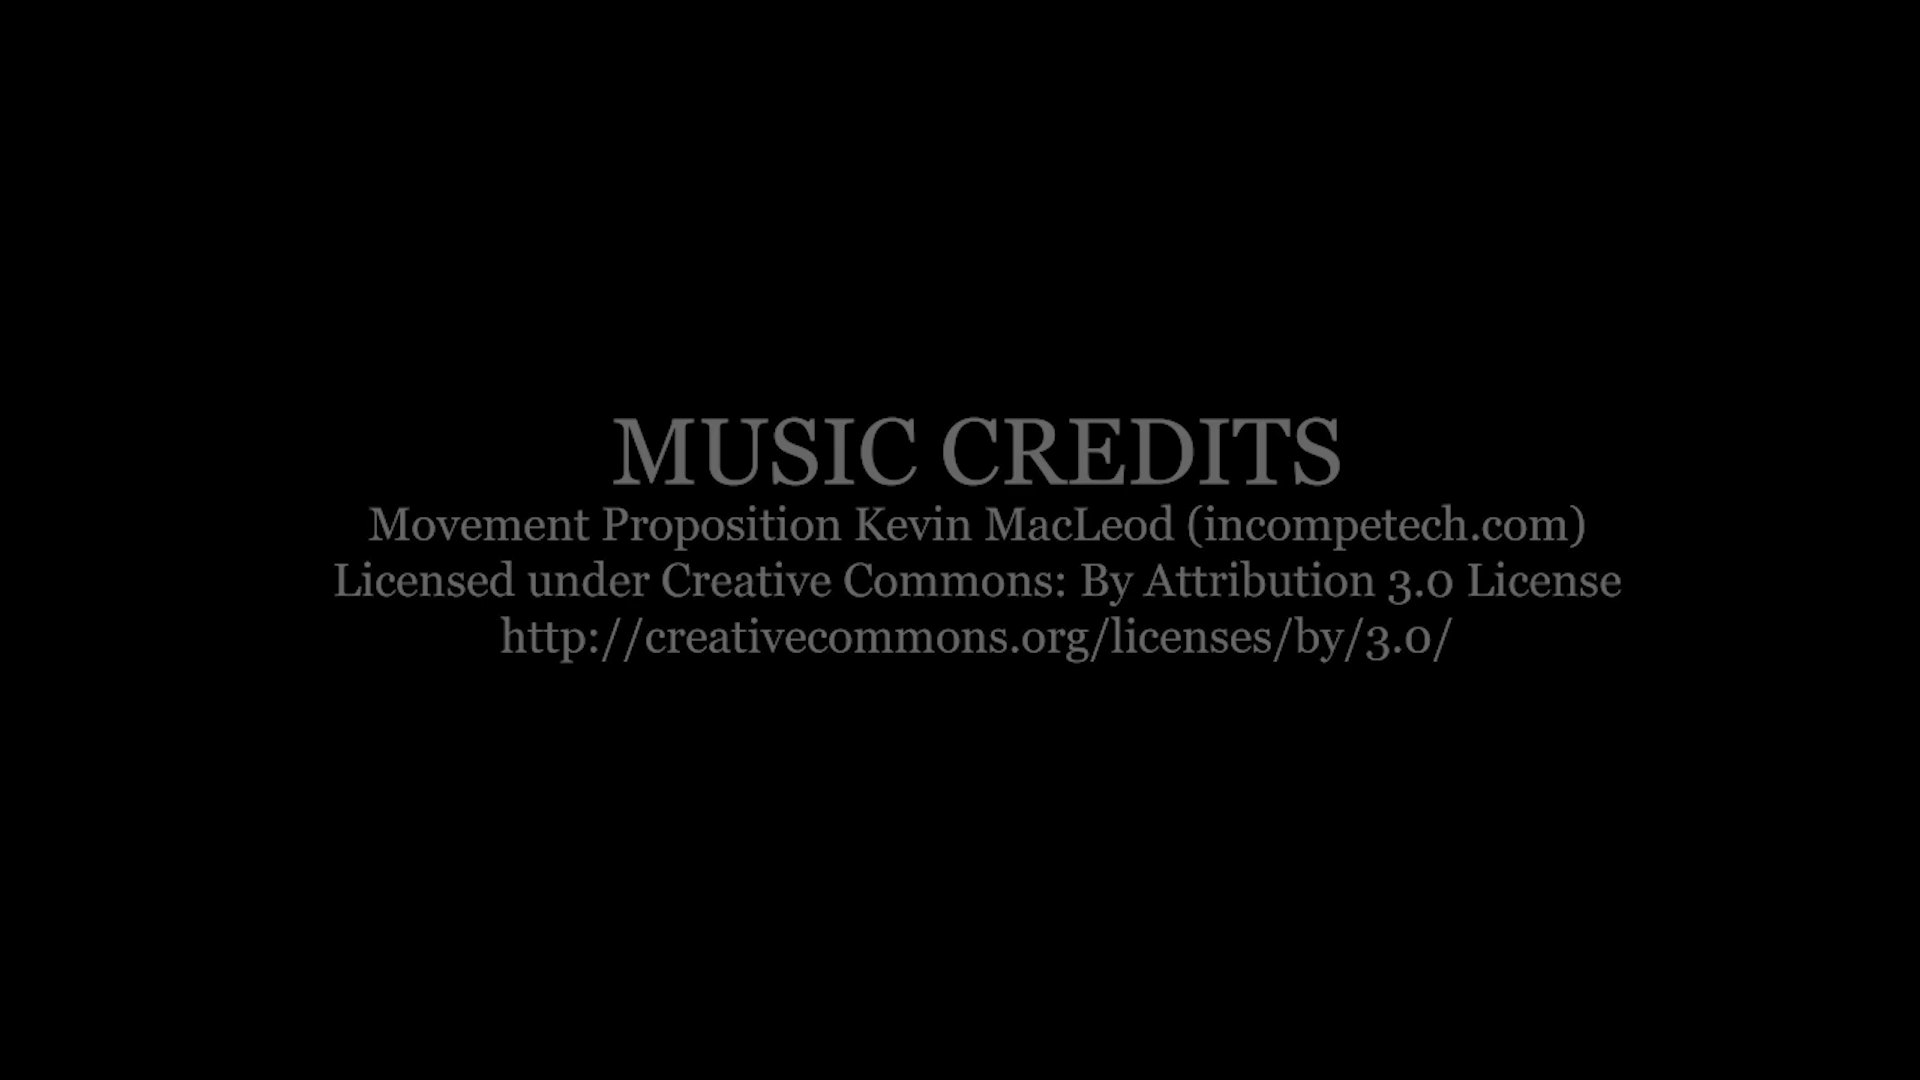 MUSIC CREDITS
Movement Proposition Kevin MacLeod (incompetech.com)
Licensed under Creative Commons: By Attribution 3.0 License
http://creativecommons.org/licenses/by/3.0/